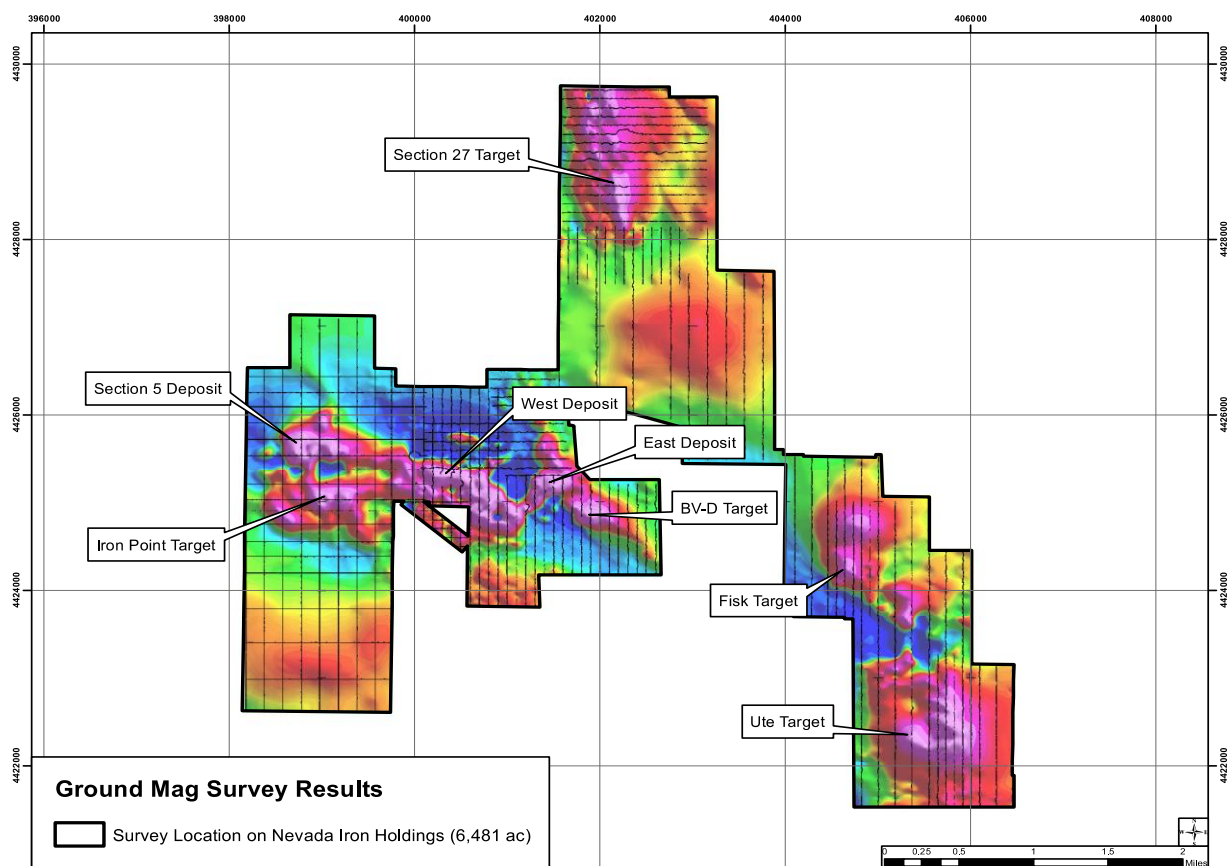 396000 398000 400000 402000 404000 406000 408000
4430000 4430000
Section 27 Target
4428000 4428000
Section 5 Deposit
West Deposit
4426000 4426000
East Deposit
BV-D Target
Iron Point Target
Fisk Target
4424000 4424000
Ute Target
4422000 4422000
Ground Mag Survey Results
Survey Location on Nevada Iron Holdings (6,481 ac)
0 0.25 0.5 1 1.5 2
Miles